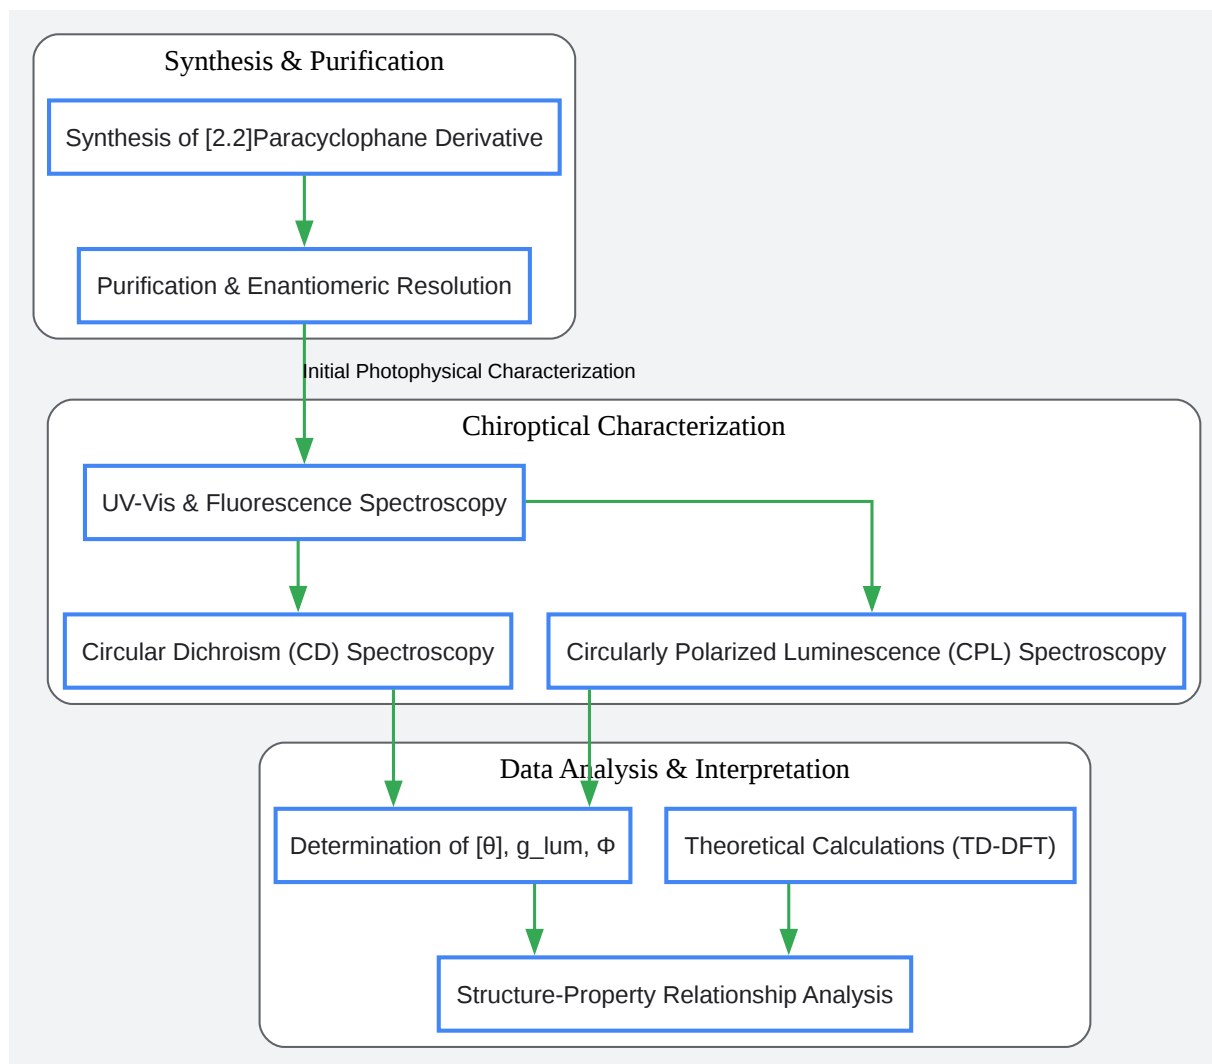 Synthesis & Purification
Synthesis of [2.2]Paracyclophane Derivative
Purification & Enantiomeric Resolution
Initial Photophysical Characterization
Chiroptical Characterization
UV-Vis & Fluorescence Spectroscopy
Circular Dichroism (CD) Spectroscopy
Circularly Polarized Luminescence (CPL) Spectroscopy
Data Analysis & Interpretation
Determination of [θ], g_lum, Φ
Theoretical Calculations (TD-DFT)
Structure-Property Relationship Analysis